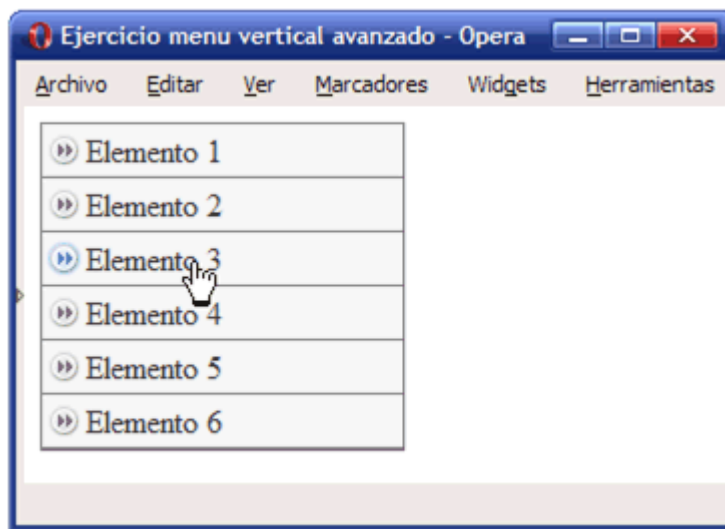 Ejercicio menu vertical avanzado - Opera
Archivo Editar Ver Marcadores Widgets Herramientas
Elemento 1
Elemento 2
Elemento 3
Elemento 4
Elemento 5
Elemento 6